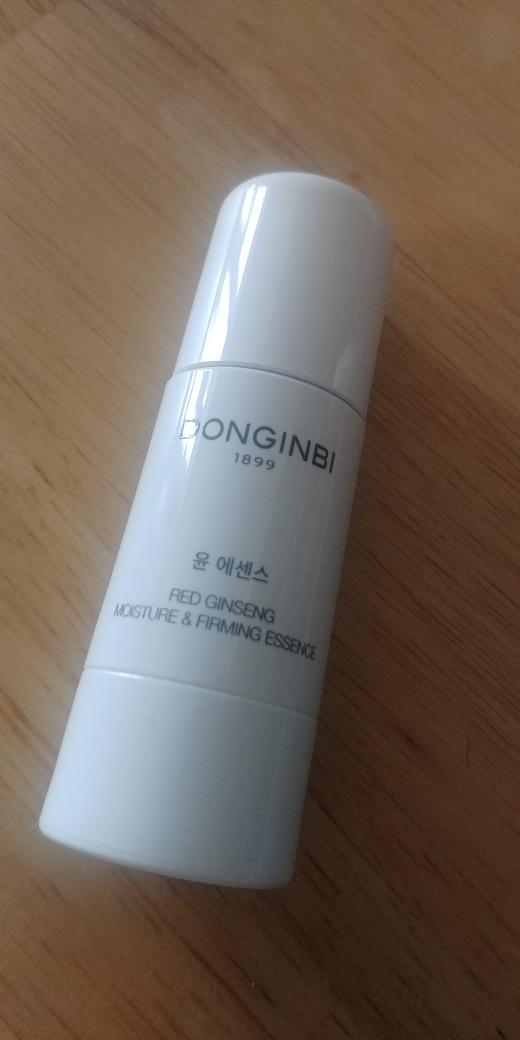 DONGINBI
1899
윤 에센스
RED GINSENG
MOISTURE & FIRMING ESSENCE